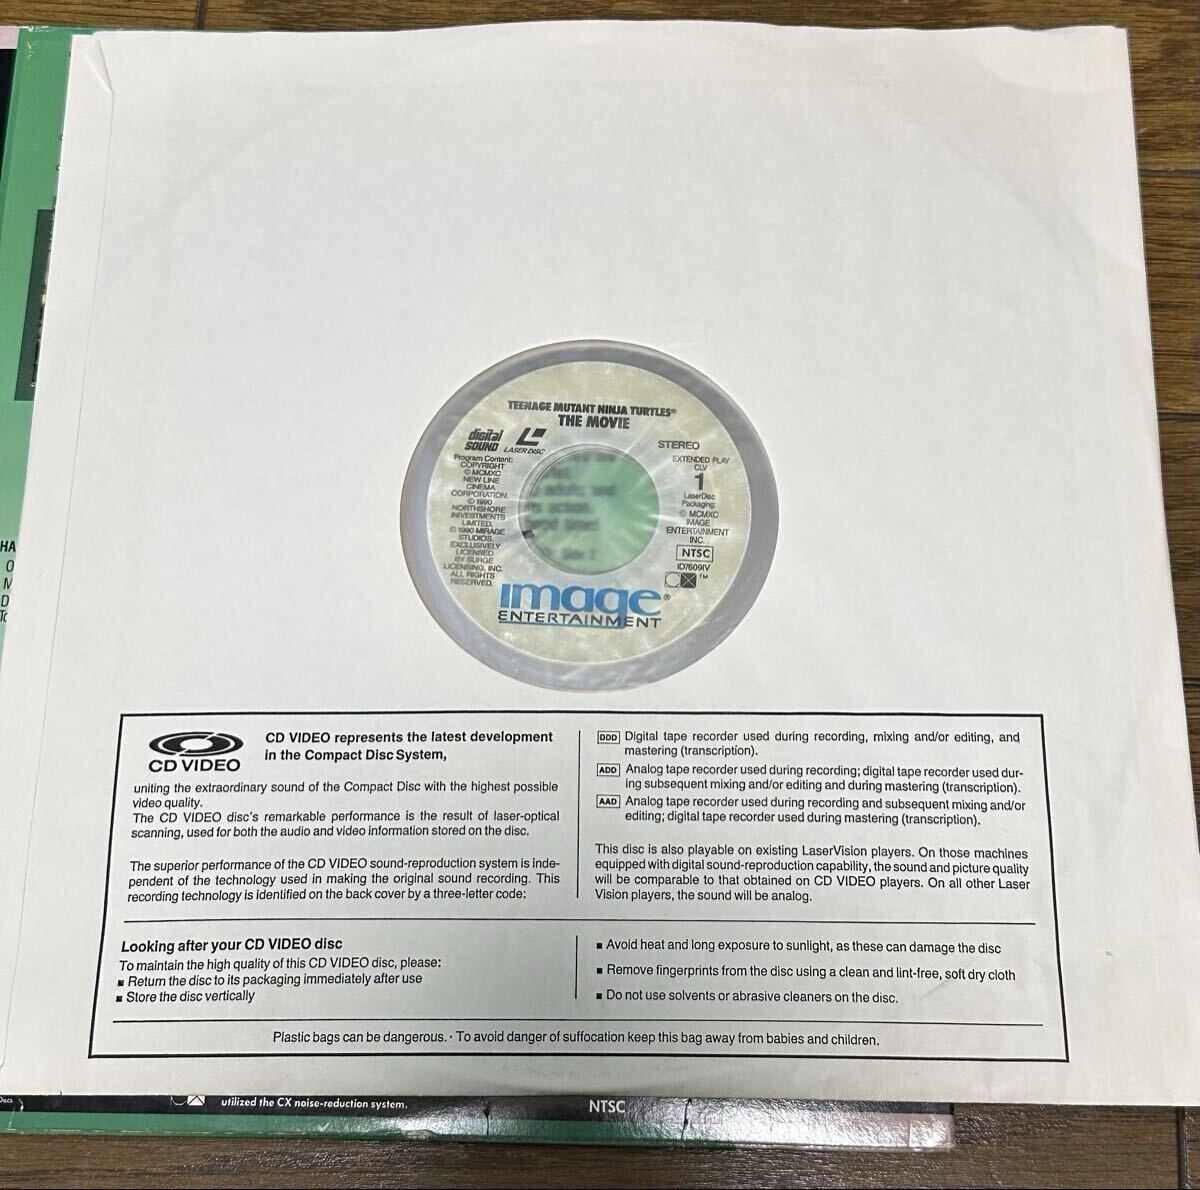 TEENAGE MUTANT NINJA TURTLES®
THE MOVIE
digital
SOUND
LASERDISC
STEREO
Program Content:
COPYRIGHT
© MCMXC
NEW LINE
CINEMA
CORPORATION.
© 1990
NORTHSHORE
INVESTMENTS
LIMITED.
© 1990 MIRAGE
STUDIOS.
EXCLUSIVELY
LICENSED
BY SURGE
LICENSING, INC.
ALL RIGHTS
RESERVED.
EXTENDED PLAY
CLV
1
LaserDisc
Packaging:
© MCMXC
IMAGE
ENTERTAINMENT
INC.
NTSC
ID7609IV
TM
image®
ENTERTAINMENT
CD VIDEO
CD VIDEO represents the latest development
in the Compact Disc System,
uniting the extraordinary sound of the Compact Disc with the highest possible
video quality.
The CD VIDEO disc's remarkable performance is the result of laser-optical
scanning, used for both the audio and video information stored on the disc.
The superior performance of the CD VIDEO sound-reproduction system is inde-
pendent of the technology used in making the original sound recording. This
recording technology is identified on the back cover by a three-letter code:
DDD Digital tape recorder used during recording, mixing and/or editing, and
mastering (transcription).
ADD Analog tape recorder used during recording; digital tape recorder used dur-
ing subsequent mixing and/or editing and during mastering (transcription).
AAD Analog tape recorder used during recording and subsequent mixing and/or
editing; digital tape recorder used during mastering (transcription).
This disc is also playable on existing LaserVision players. On those machines
equipped with digital sound-reproduction capability, the sound and picture quality
will be comparable to that obtained on CD VIDEO players. On all other Laser
Vision players, the sound will be analog.
Looking after your CD VIDEO disc
To maintain the high quality of this CD VIDEO disc, please:
■ Return the disc to its packaging immediately after use
■ Store the disc vertically
■ Avoid heat and long exposure to sunlight, as these can damage the disc
■ Remove fingerprints from the disc using a clean and lint-free, soft dry cloth
■ Do not use solvents or abrasive cleaners on the disc.
Plastic bags can be dangerous. · To avoid danger of suffocation keep this bag away from babies and children.
utilized the CX noise-reduction system.
NTSC